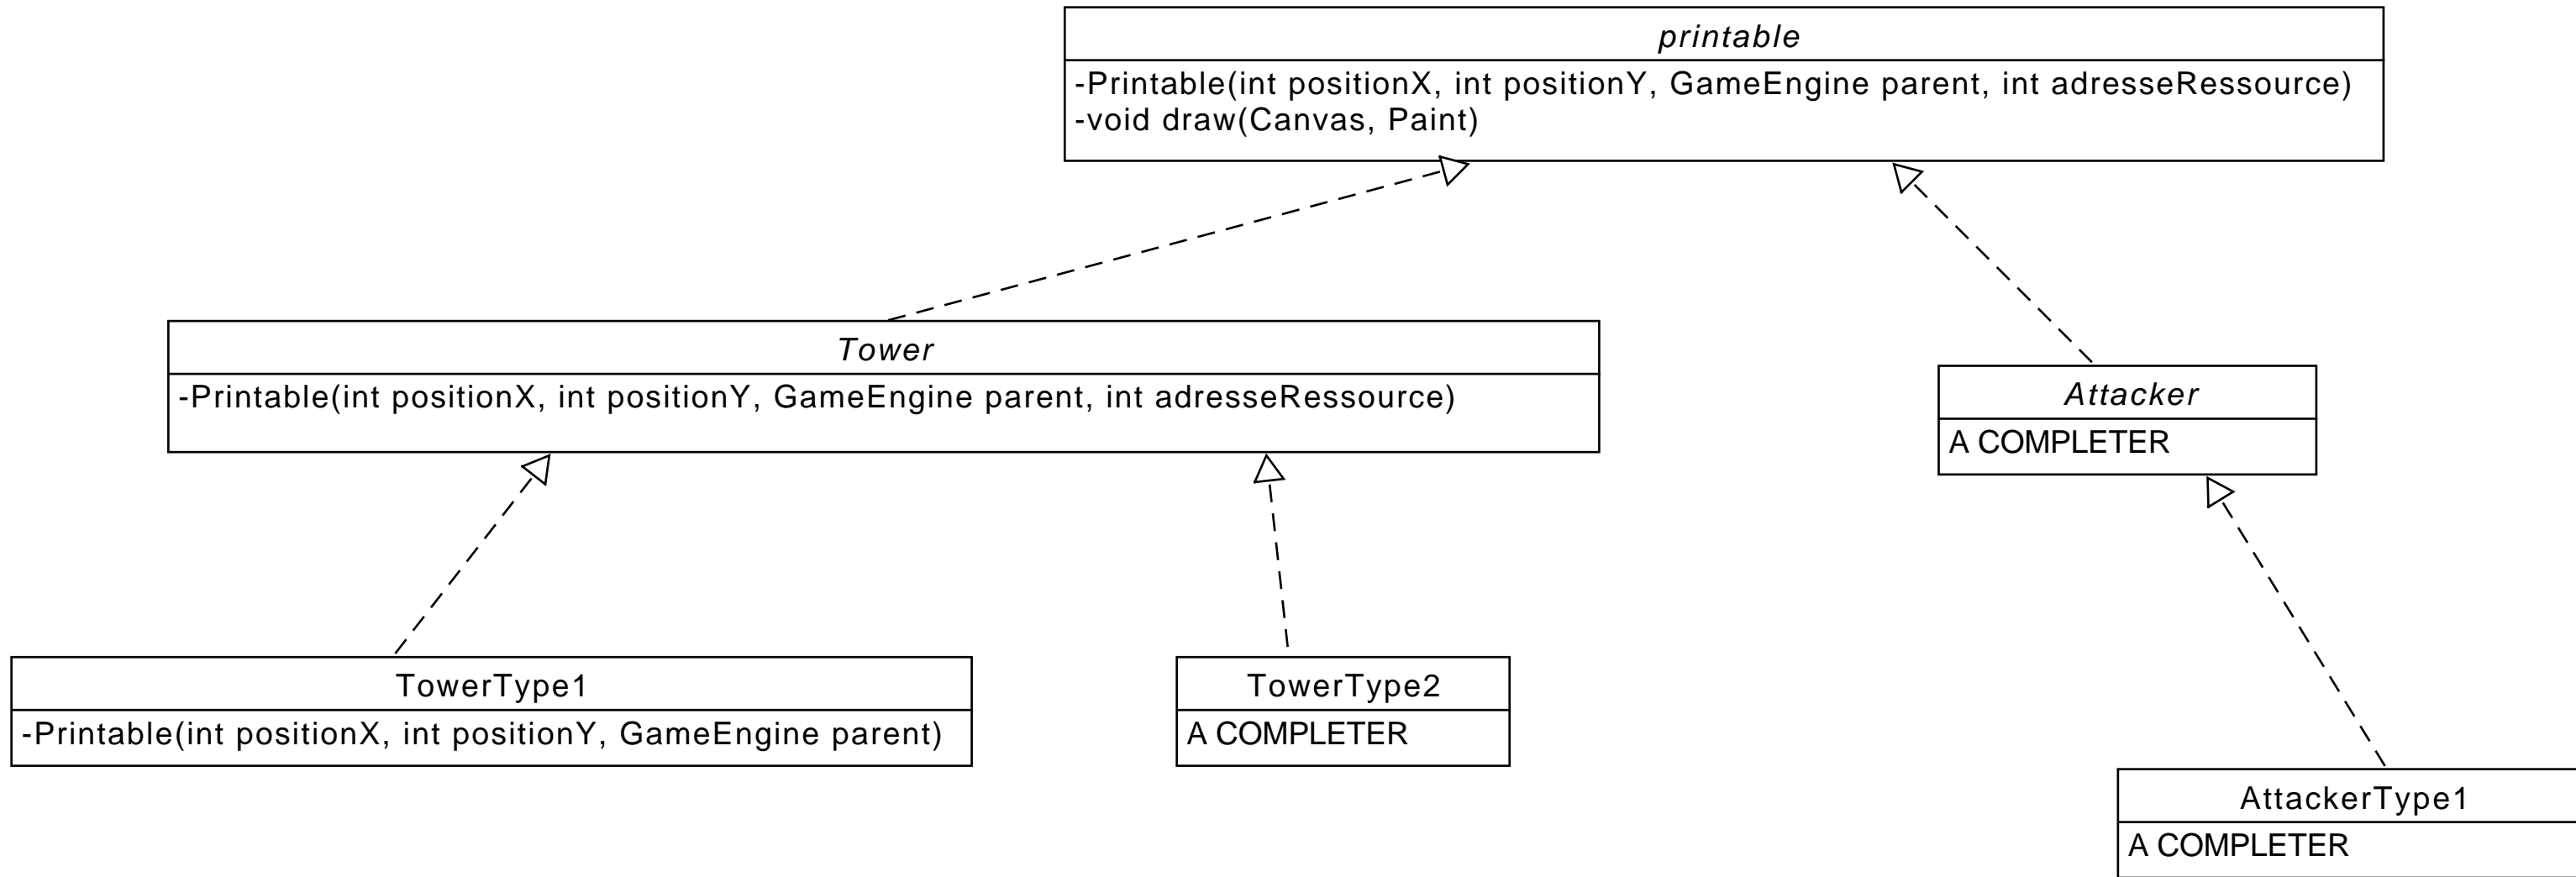 printable
-Printable(int positionX, int positionY, GameEngine parent, int adresseRessource)
-void draw(Canvas, Paint)
Tower
-Printable(int positionX, int positionY, GameEngine parent, int adresseRessource)
Attacker
A COMPLETER
TowerType1
-Printable(int positionX, int positionY, GameEngine parent)
TowerType2
A COMPLETER
AttackerType1
A COMPLETER